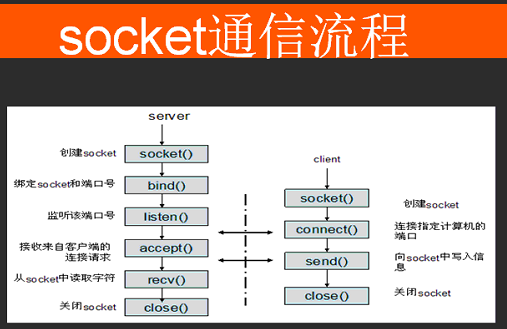 socket通信流程
server
创建socket
socket()
绑定socket和端口号
bind()
监听该端口号
listen()
接收来自客户端的
连接请求
accept()
从socket中读取字符
recv()
关闭socket
close()
client
socket()
创建socket
connect()
连接指定计算机的
端口
send()
向socket中写入信
息
close()
关闭socket